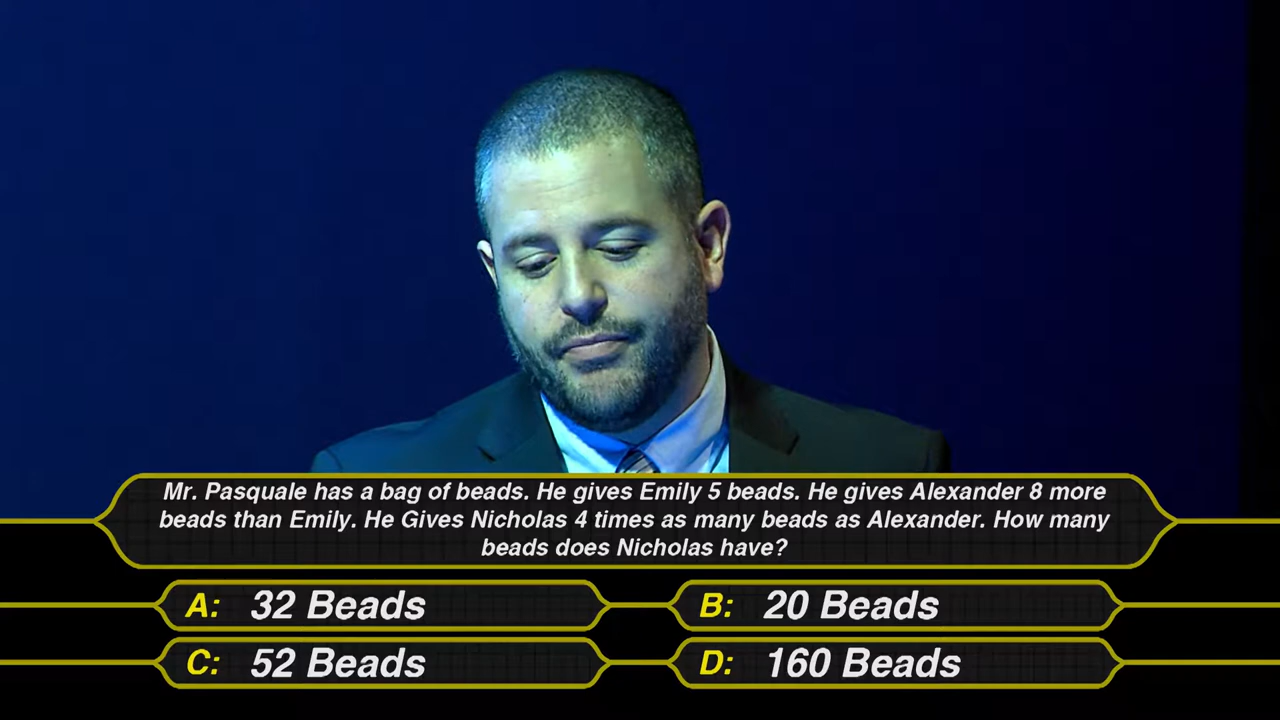 Mr. Pasquale has a bag of beads. He gives Emily 5 beads. He gives Alexander 8 more
beads than Emily. He Gives Nicholas 4 times as many beads as Alexander. How many
beads does Nicholas have?
A: 32 Beads
B: 20 Beads
C: 52 Beads
D: 160 Beads